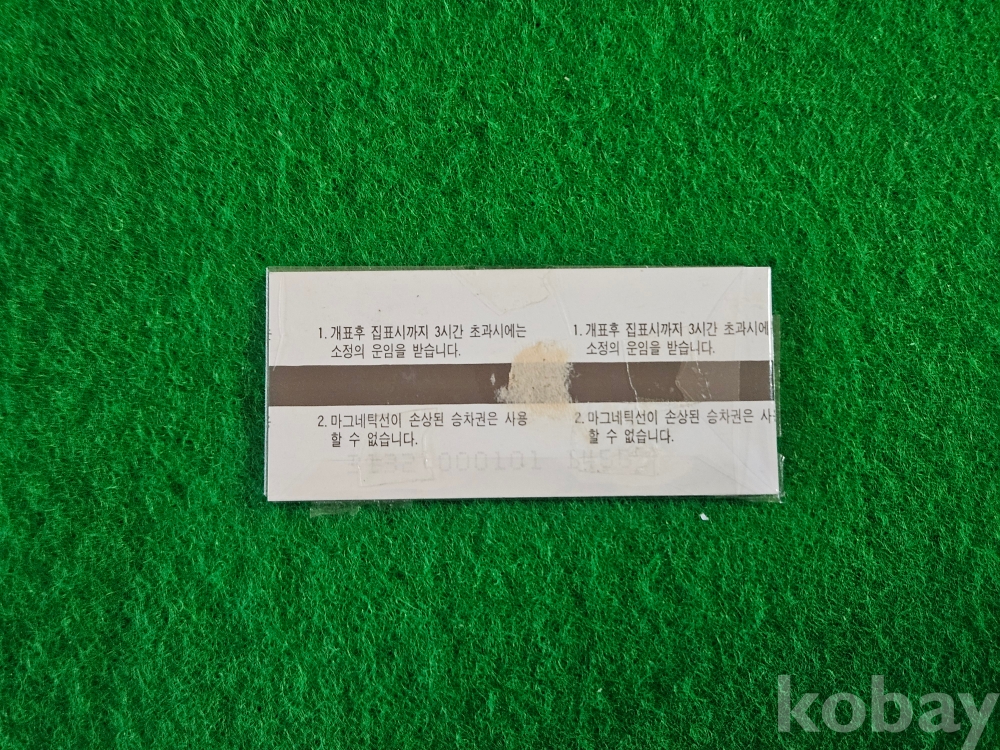 1. 개표후 집표시까지 3시간 초과시에는
소정의 운임을 받습니다.
2. 마그네틱선이 손상된 승차권은 사용
할 수 없습니다.
1. 개표후 집표시까지 3시간 초과시에
소정의 운임을 받습니다.
2. 마그네틱선이 손상된 승차권은 사
할 수 없습니다.
000101
kobay